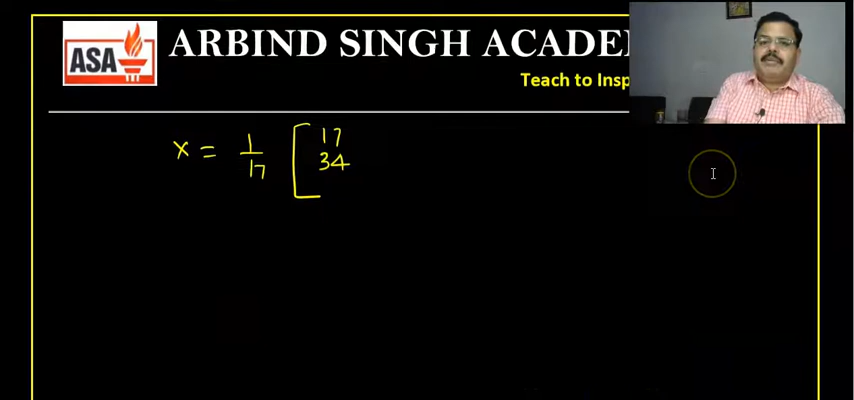 ASA
ARBIND SINGH ACADE
Teach to Insp
x = 1/17 [ 17
34